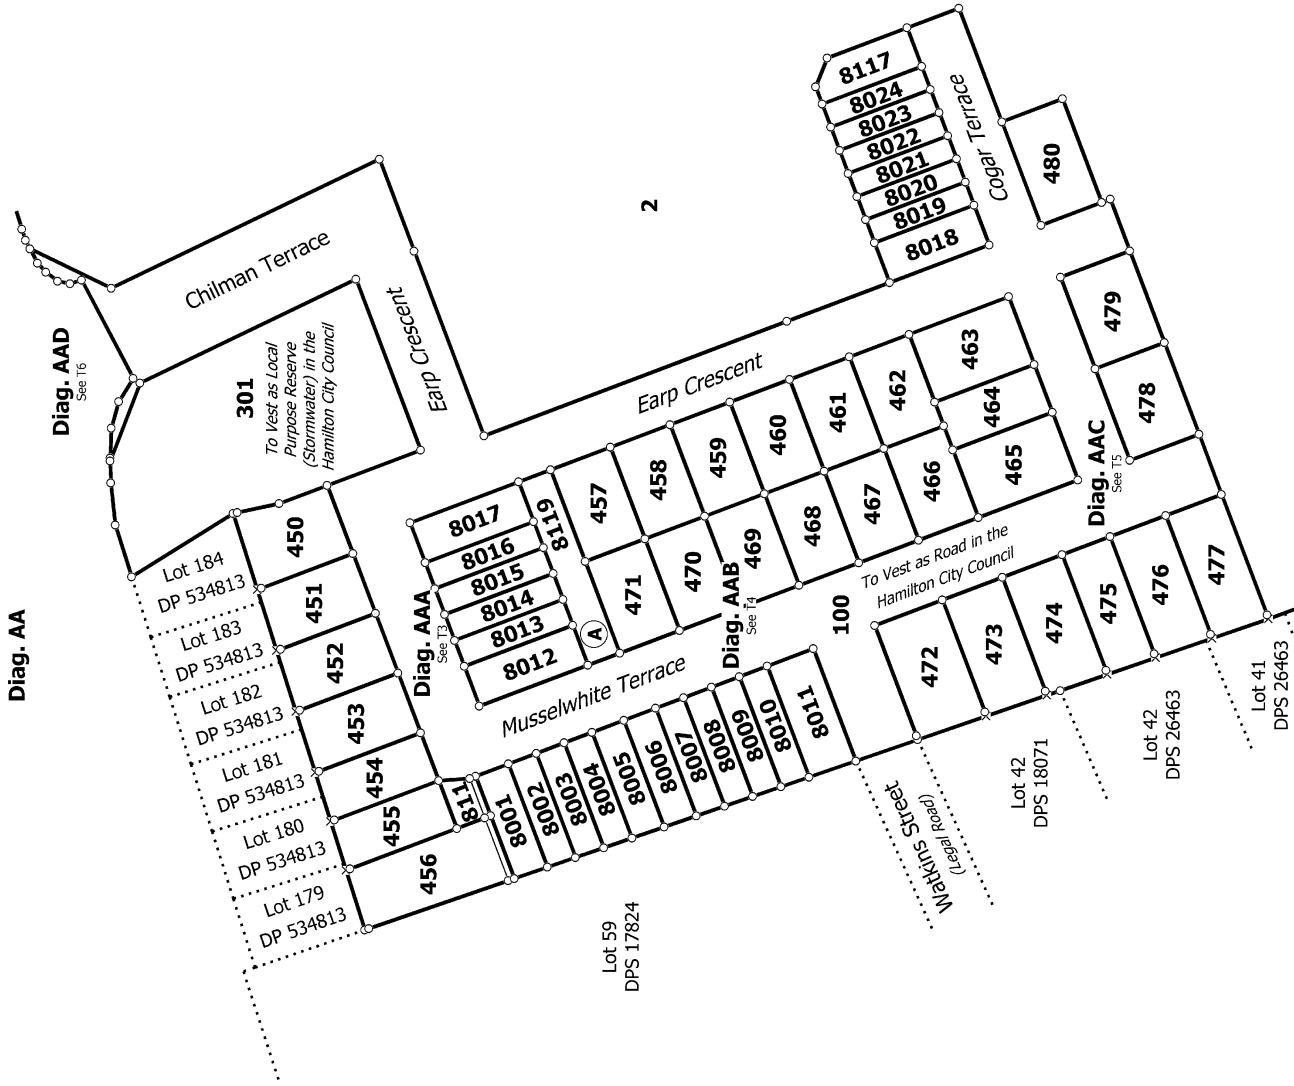 Diag. AA
Diag. AAD
See T6
Chilman Terrace
301
To Vest as Local
Purpose Reserve
(Stormwater) in the
Hamilton City Council
Earp Crescent
2
8117
8024
8023
8022
8021
8020
8019
8018
Cogar Terrace
480
479
478
Earp Crescent
Lot 184
DP 534813
Lot 183
DP 534813
Lot 182
DP 534813
Lot 181
DP 534813
Lot 180
DP 534813
Lot 179
DP 534813
450
451
452
453
454
455
456
811
Diag. AAA
See T3
8017
8016
8015
8014
8013
8012
8119
A
457
458
459
460
461
462
463
464
465
466
467
468
469
470
471
Diag. AAB
See T4
Diag. AAC
See T5
Musselwhite Terrace
100
To Vest as Road in the
Hamilton City Council
8001
8002
8003
8004
8005
8006
8007
8008
8009
8010
8011
472
473
474
475
476
477
Watkins Street
(Legal Road)
Lot 59
DPS 17824
Lot 42
DPS 18071
Lot 42
DPS 26463
Lot 41
DPS 26463